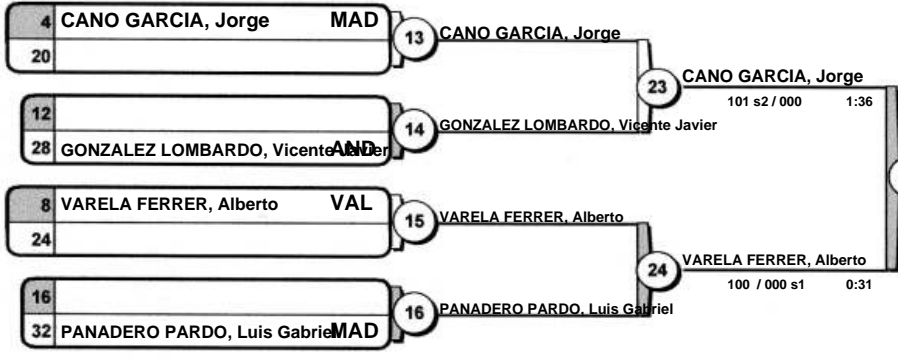 4 CANO GARCIA, Jorge MAD
20
13 CANO GARCIA, Jorge
12
28 GONZALEZ LOMBARDO, Vicente Javier AND
14 GONZALEZ LOMBARDO, Vicente Javier
23 CANO GARCIA, Jorge
101 s2 / 000 1:36
8 VARELA FERRER, Alberto VAL
24
15 VARELA FERRER, Alberto
16
32 PANADERO PARDO, Luis Gabriel MAD
16 PANADERO PARDO, Luis Gabriel
24 VARELA FERRER, Alberto
100 / 000 s1 0:31